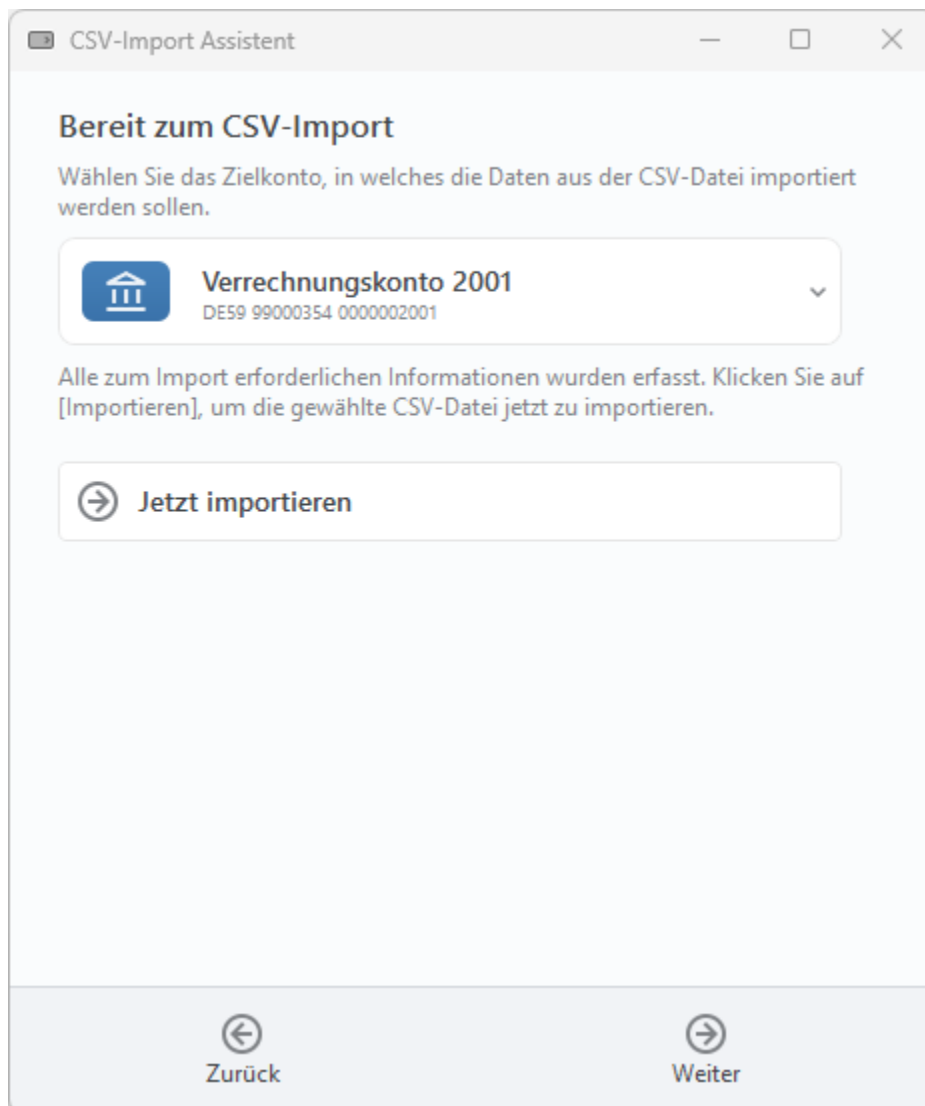 CSV-Import Assistent
Bereit zum CSV-Import
Wählen Sie das Zielkonto, in welches die Daten aus der CSV-Datei importiert
werden sollen.
Verrechnungskonto 2001
DE59 99000354 0000002001
Alle zum Import erforderlichen Informationen wurden erfasst. Klicken Sie auf
[Importieren], um die gewählte CSV-Datei jetzt zu importieren.
Jetzt importieren
Zurück
Weiter